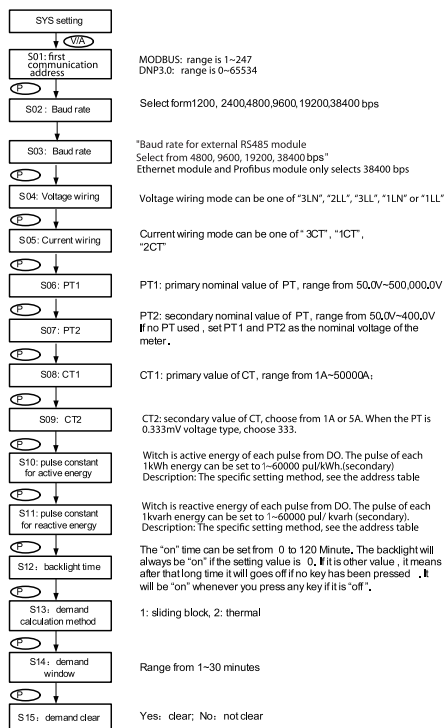 SYS setting
V/A
S01: first
communication
address
MODBUS: range is 1~247
DNP3.0: range is 0~65534
P
S02 : Baud rate
Select form1200, 2400,4800,9600, 19200,38400 bps
S03: Baud rate
"Baud rate for external RS485 module
Select from 4800, 9600, 19200, 38400 bps"
Ethernet module and Profibus module only selects 38400 bps
P
S04: Voltage wiring
Voltage wiring mode can be one of “3LN”, “2LL”, “3LL”, “1LN” or “1LL”
P
S05: Current wiring
Current wiring mode can be one of “ 3CT” , “1CT” ,
“2CT”
P
S06: PT1
PT1: primary nominal value of PT, range from 50.0V~500,000.0V
P
S07: PT2
PT2: secondary nominal value of PT, range from 50.0V~400.0V
If no PT used , set PT1 and PT2 as the nominal voltage of the
meter .
P
S08: CT1
CT1: primary value of CT, range from 1A~50000A;
P
S09: CT2
CT2: secondary value of CT, choose from 1A or 5A. When the PT is
0.333mV voltage type, choose 333.
P
S10: pulse constant
for active energy
Witch is active energy of each pulse from DO. The pulse of each
1kWh energy can be set to 1~60000 pul/kWh.(secondary)
Description: The specific setting method, see the address table
P
S11: pulse constant
for reactive energy
Witch is reactive energy of each pulse from DO. The pulse of each
1kvarh energy can be set to 1~60000 pul/ kvarh (secondary).
Description: The specific setting method, see the address table
P
S12: backlight time
The “on” time can be set from 0 to 120 Minute. The backlight will
always be “on” if the setting value is 0. If it is other value , it means
after that long time it will goes off if no key has been pressed . It
will be “on” whenever you press any key if it is “off ”.
P
S13: demand
calculation method
1: sliding block, 2: thermal
P
S14: demand
window
Range from 1~30 minutes
P
S15: demand clear
Yes: clear; No: not clear